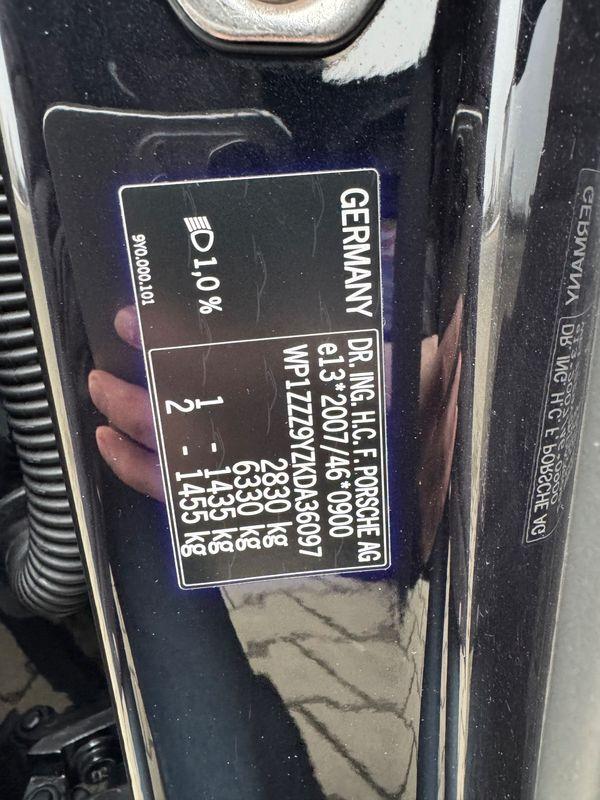 GERMANY
1,0 %
9Y0.000.101
DR. ING. H.C. F. PORSCHE AG
e13*2007/46*0900
WP1ZZZ9YZKDA36097
2830 kg
6330 kg
1 - 1435 kg
2 - 1455 kg
GERMANY
DR. ING. H.C. F. PORSCHE AG